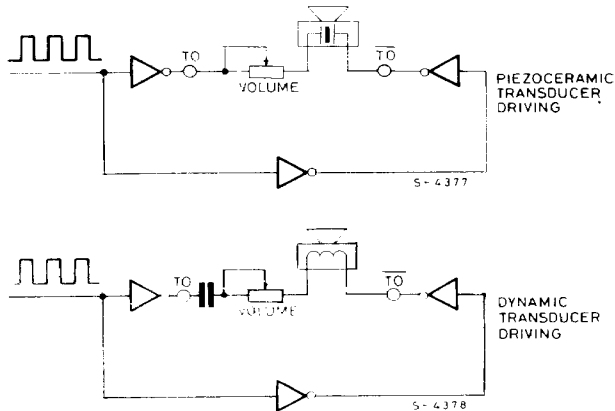 TO
TO
VOLUME
PIEZOCERAMIC
TRANSDUCER
DRIVING
S-4377
TO
TO
VOLUME
DYNAMIC
TRANSDUCER
DRIVING
S-4378